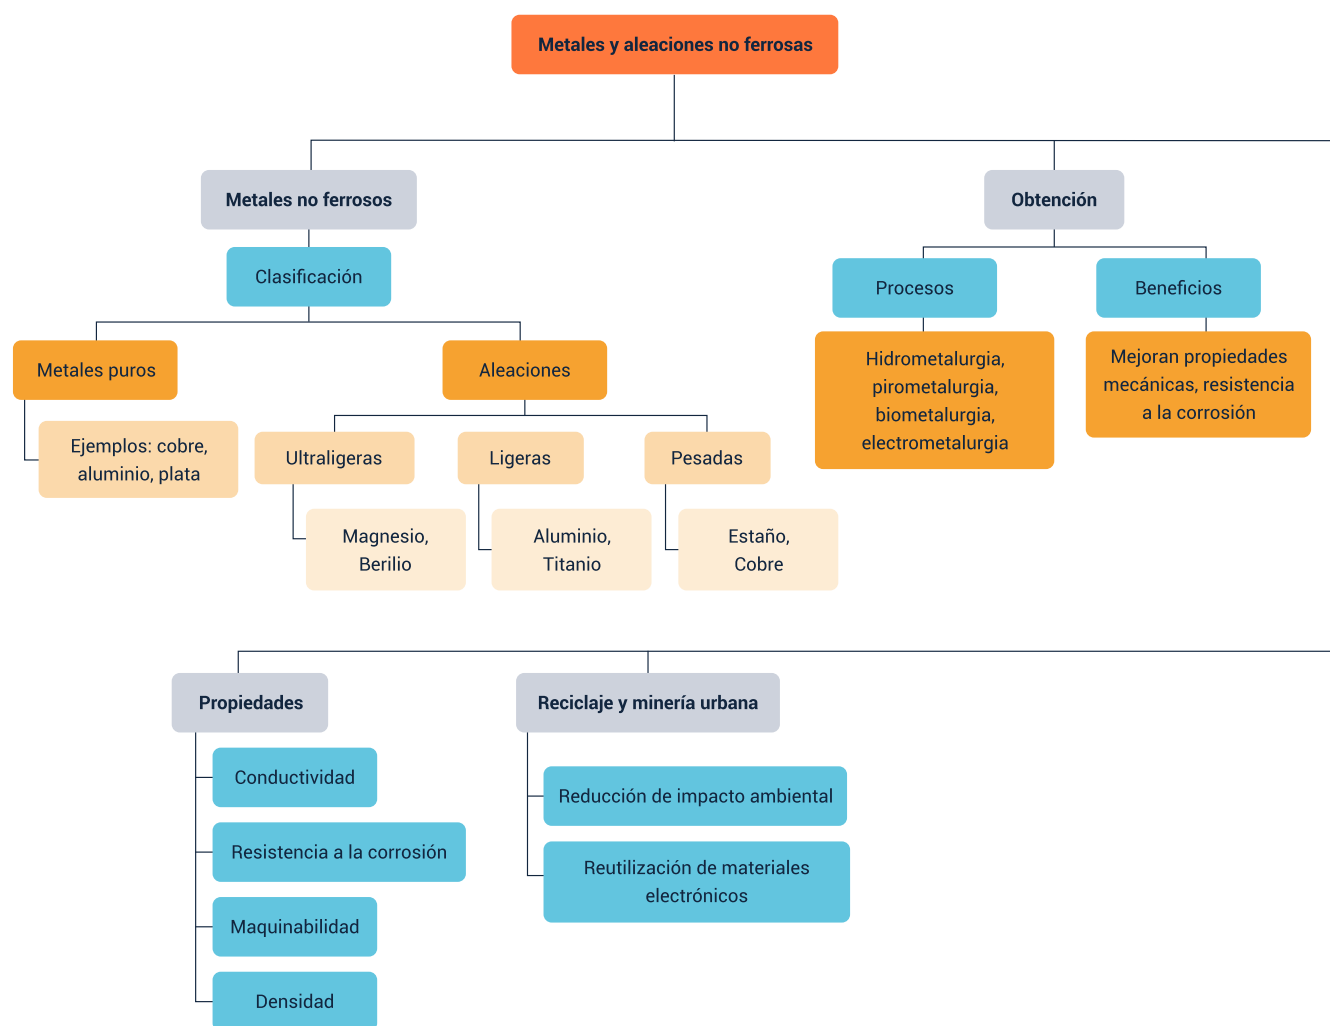 Metales y aleaciones no ferrosas
Metales no ferrosos
Obtención
Clasificación
Procesos
Beneficios
Metales puros
Aleaciones
Hidrometalurgia,
pirometalurgia,
biometalurgia,
electrometalurgia
Mejoran propiedades
mecánicas, resistencia
a la corrosión
Ejemplos: cobre,
aluminio, plata
Ultraligeras
Ligeras
Pesadas
Magnesio,
Berilio
Aluminio,
Titanio
Estaño,
Cobre
Propiedades
Conductividad
Resistencia a la corrosión
Maquinabilidad
Densidad
Reciclaje y minería urbana
Reducción de impacto ambiental
Reutilización de materiales
electrónicos